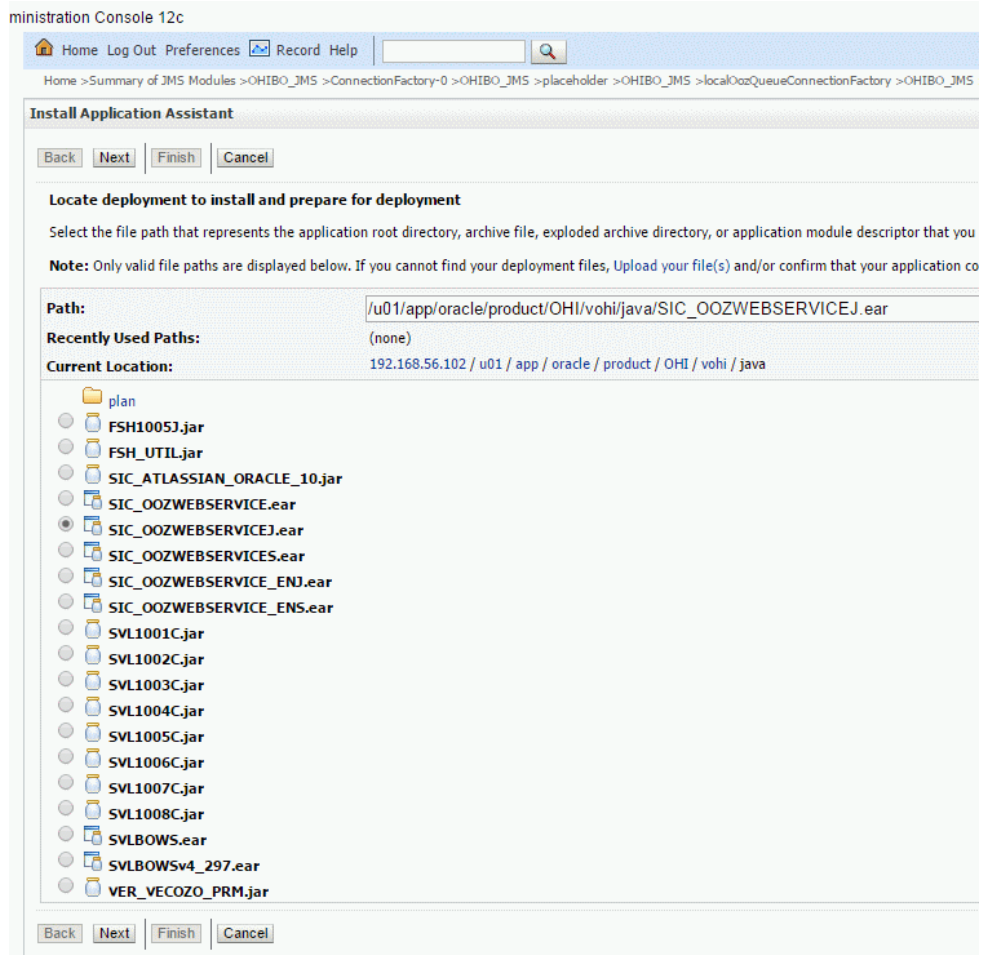 ministration Console 12c
Home Log Out Preferences Record Help
Home >Summary of JMS Modules >OHIBO_JMS >ConnectionFactory-0 >OHIBO_JMS >placeholder >OHIBO_JMS >localOozQueueConnectionFactory >OHIBO_JMS
Install Application Assistant
Back Next Finish Cancel
Locate deployment to install and prepare for deployment
Select the file path that represents the application root directory, archive file, exploded archive directory, or application module descriptor that you
Note: Only valid file paths are displayed below. If you cannot find your deployment files, Upload your file(s) and/or confirm that your application co
Path: /u01/app/oracle/product/OHI/vohi/java/SIC_OOZWEBSERVICEJ.ear
Recently Used Paths: (none)
Current Location: 192.168.56.102 / u01 / app / oracle / product / OHI / vohi / java
plan
FSH1005J.jar
FSH_UTIL.jar
SIC_ATLASSIAN_ORACLE_10.jar
SIC_OOZWEBSERVICE.ear
SIC_OOZWEBSERVICEJ.ear
SIC_OOZWEBSERVICES.ear
SIC_OOZWEBSERVICE_ENJ.ear
SIC_OOZWEBSERVICE_ENS.ear
SVL1001C.jar
SVL1002C.jar
SVL1003C.jar
SVL1004C.jar
SVL1005C.jar
SVL1006C.jar
SVL1007C.jar
SVL1008C.jar
SVLBOWS.ear
SVLBOWSv4_297.ear
VER_VECOZO_PRM.jar
Back Next Finish Cancel